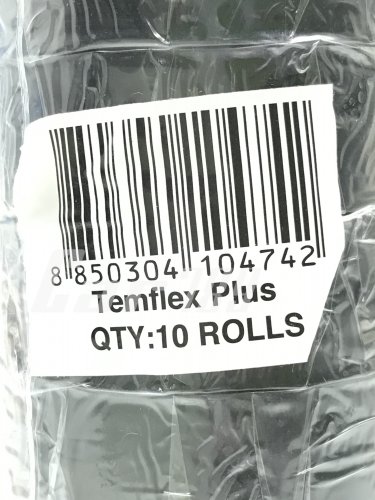 8 850304 104742
Temflex Plus
QTY:10 ROLLS